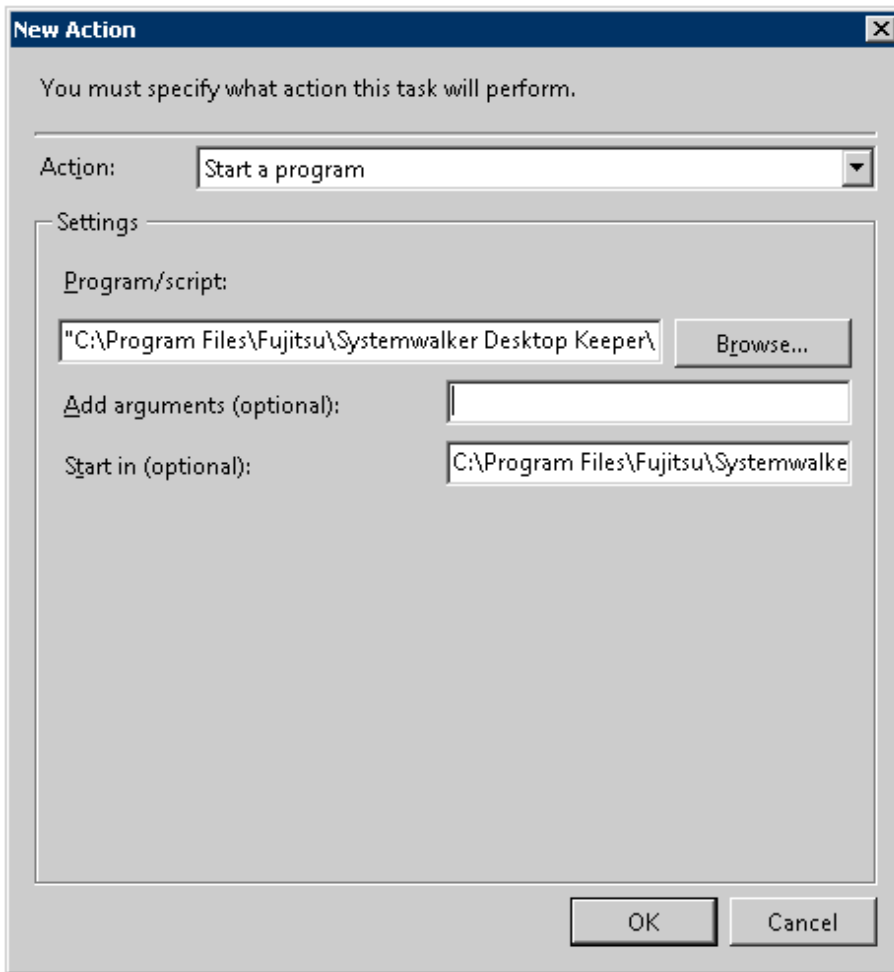 New Action
You must specify what action this task will perform.
Action: Start a program
Settings
Program/script:
"C:\Program Files\Fujitsu\Systemwalker Desktop Keeper\ Browse...
Add arguments (optional):
Start in (optional): C:\Program Files\Fujitsu\Systemwalke
OK Cancel